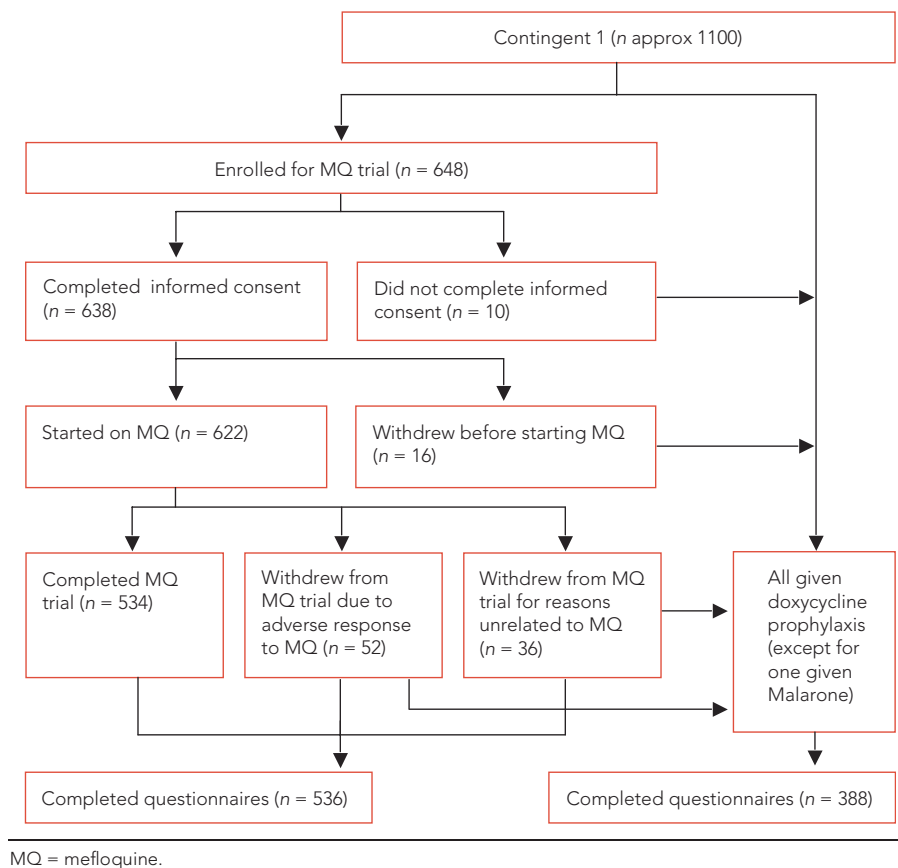 Contingent 1 (n approx 1100)
Enrolled for MQ trial (n = 648)
Completed informed consent
(n = 638)
Did not complete informed
consent (n = 10)
Started on MQ (n = 622)
Withdrew before starting MQ
(n = 16)
Completed MQ
trial (n = 534)
Withdrew from
MQ trial due to
adverse response
to MQ (n = 52)
Withdrew from MQ
trial for reasons
unrelated to MQ
(n = 36)
All given
doxycycline
prophylaxis
(except for
one given
Malarone)
Completed questionnaires (n = 536)
Completed questionnaires (n = 388)
MQ = mefloquine.